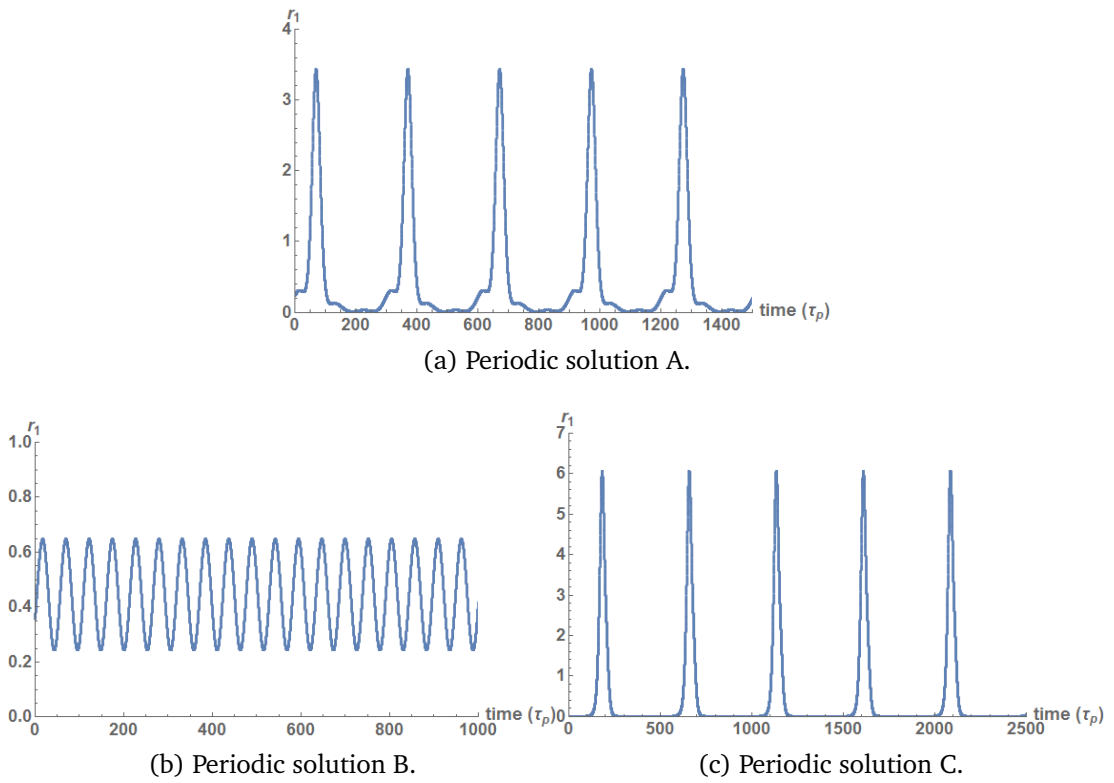 r₁
4
3
2
1
0
0 200 400 600 800 1000 1200 1400
time (τₚ)
(a) Periodic solution A.
r₁
1.0
0.8
0.6
0.4
0.2
0.0
0 200 400 600 800 1000
time (τₚ)
(b) Periodic solution B.
r₁
7
6
5
4
3
2
1
0
0 500 1000 1500 2000 2500
time (τₚ)
(c) Periodic solution C.